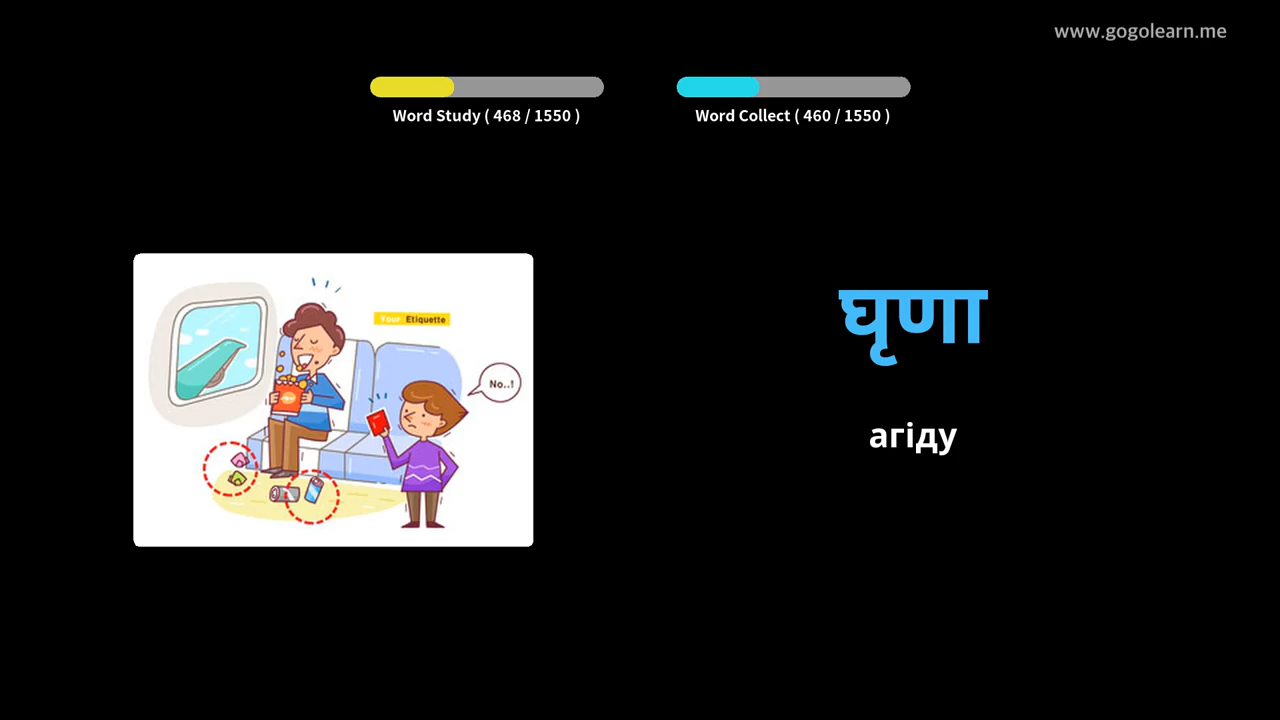 www.gogolearn.me
Word Study ( 468 / 1550 )
Word Collect ( 460 / 1550 )
Your Etiquette
No..!
घृणा
агіду